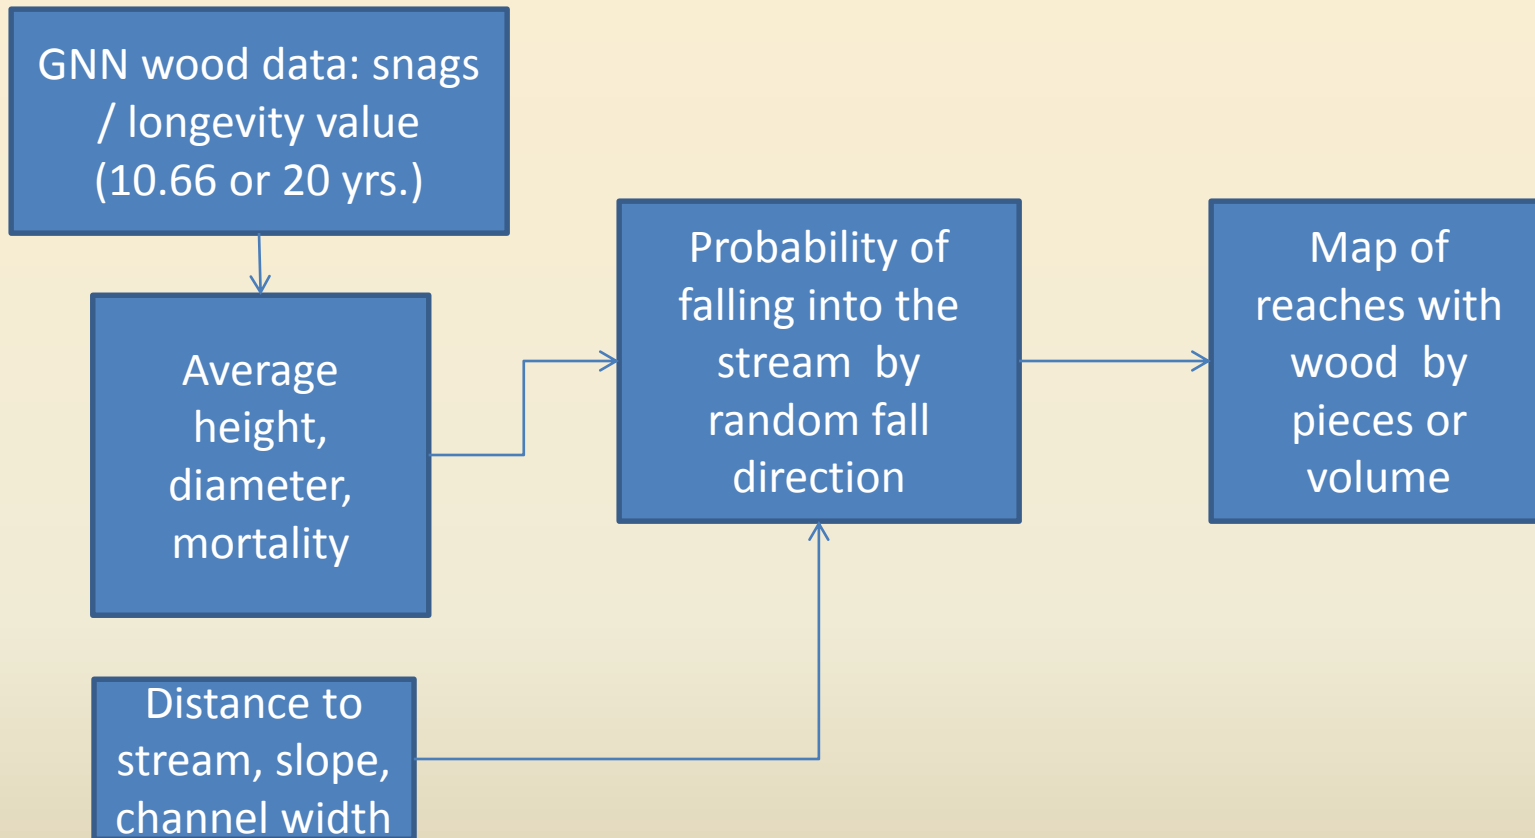 GNN wood data: snags
/ longevity value
(10.66 or 20 yrs.)
Average
height,
diameter,
mortality
Distance to
stream, slope,
channel width
Probability of
falling into the
stream by
random fall
direction
Map of
reaches with
wood by
pieces or
volume